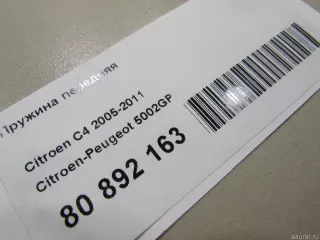 Пружина передняя
Citroen C4 2005-2011
Citroen-Peugeot 5002GP
80 892 163